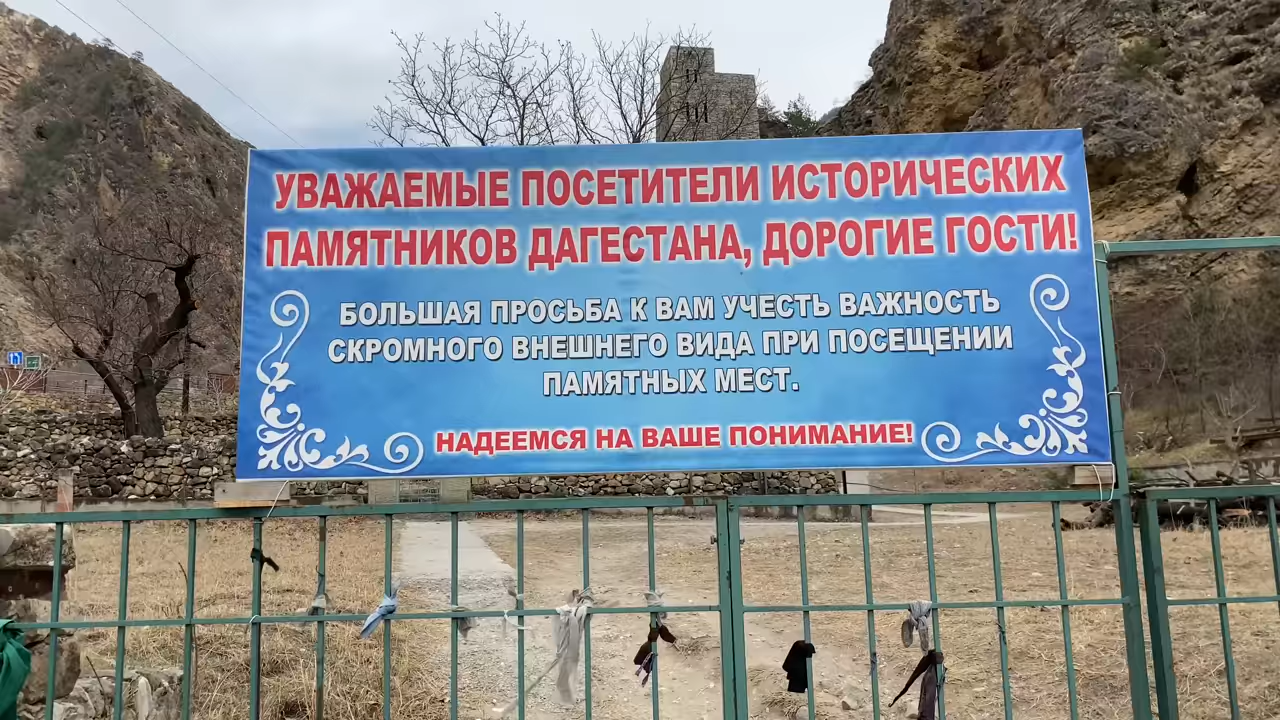 УВАЖАЕМЫЕ ПОСЕТИТЕЛИ ИСТОРИЧЕСКИХ
ПАМЯТНИКОВ ДАГЕСТАНА, ДОРОГИЕ ГОСТИ!
БОЛЬШАЯ ПРОСЬБА К ВАМ УЧЕСТЬ ВАЖНОСТЬ
СКРОМНОГО ВНЕШНЕГО ВИДА ПРИ ПОСЕЩЕНИИ
ПАМЯТНЫХ МЕСТ.
НАДЕЕМСЯ НА ВАШЕ ПОНИМАНИЕ!